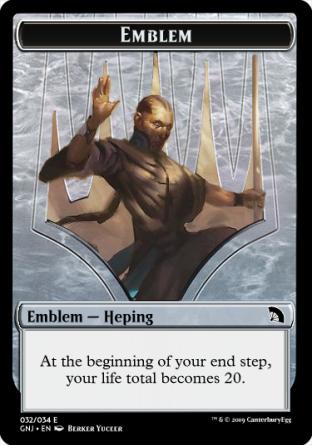 Emblem
Emblem — Heping
At the beginning of your end step,
your life total becomes 20.
032/034 E
GNJ • EN Berker Yuceer
™ & © 2019 CanterburyEgg